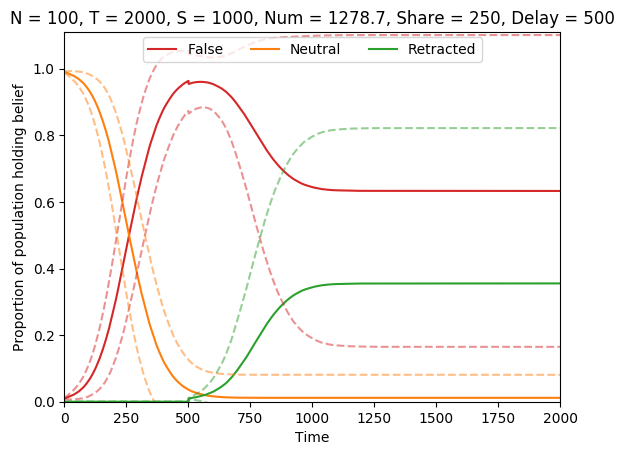 N = 100, T = 2000, S = 1000, Num = 1278.7, Share = 250, Delay = 500
False Neutral Retracted
Proportion of population holding belief
1.0
0.8
0.6
0.4
0.2
0.0
0 250 500 750 1000 1250 1500 1750 2000
Time